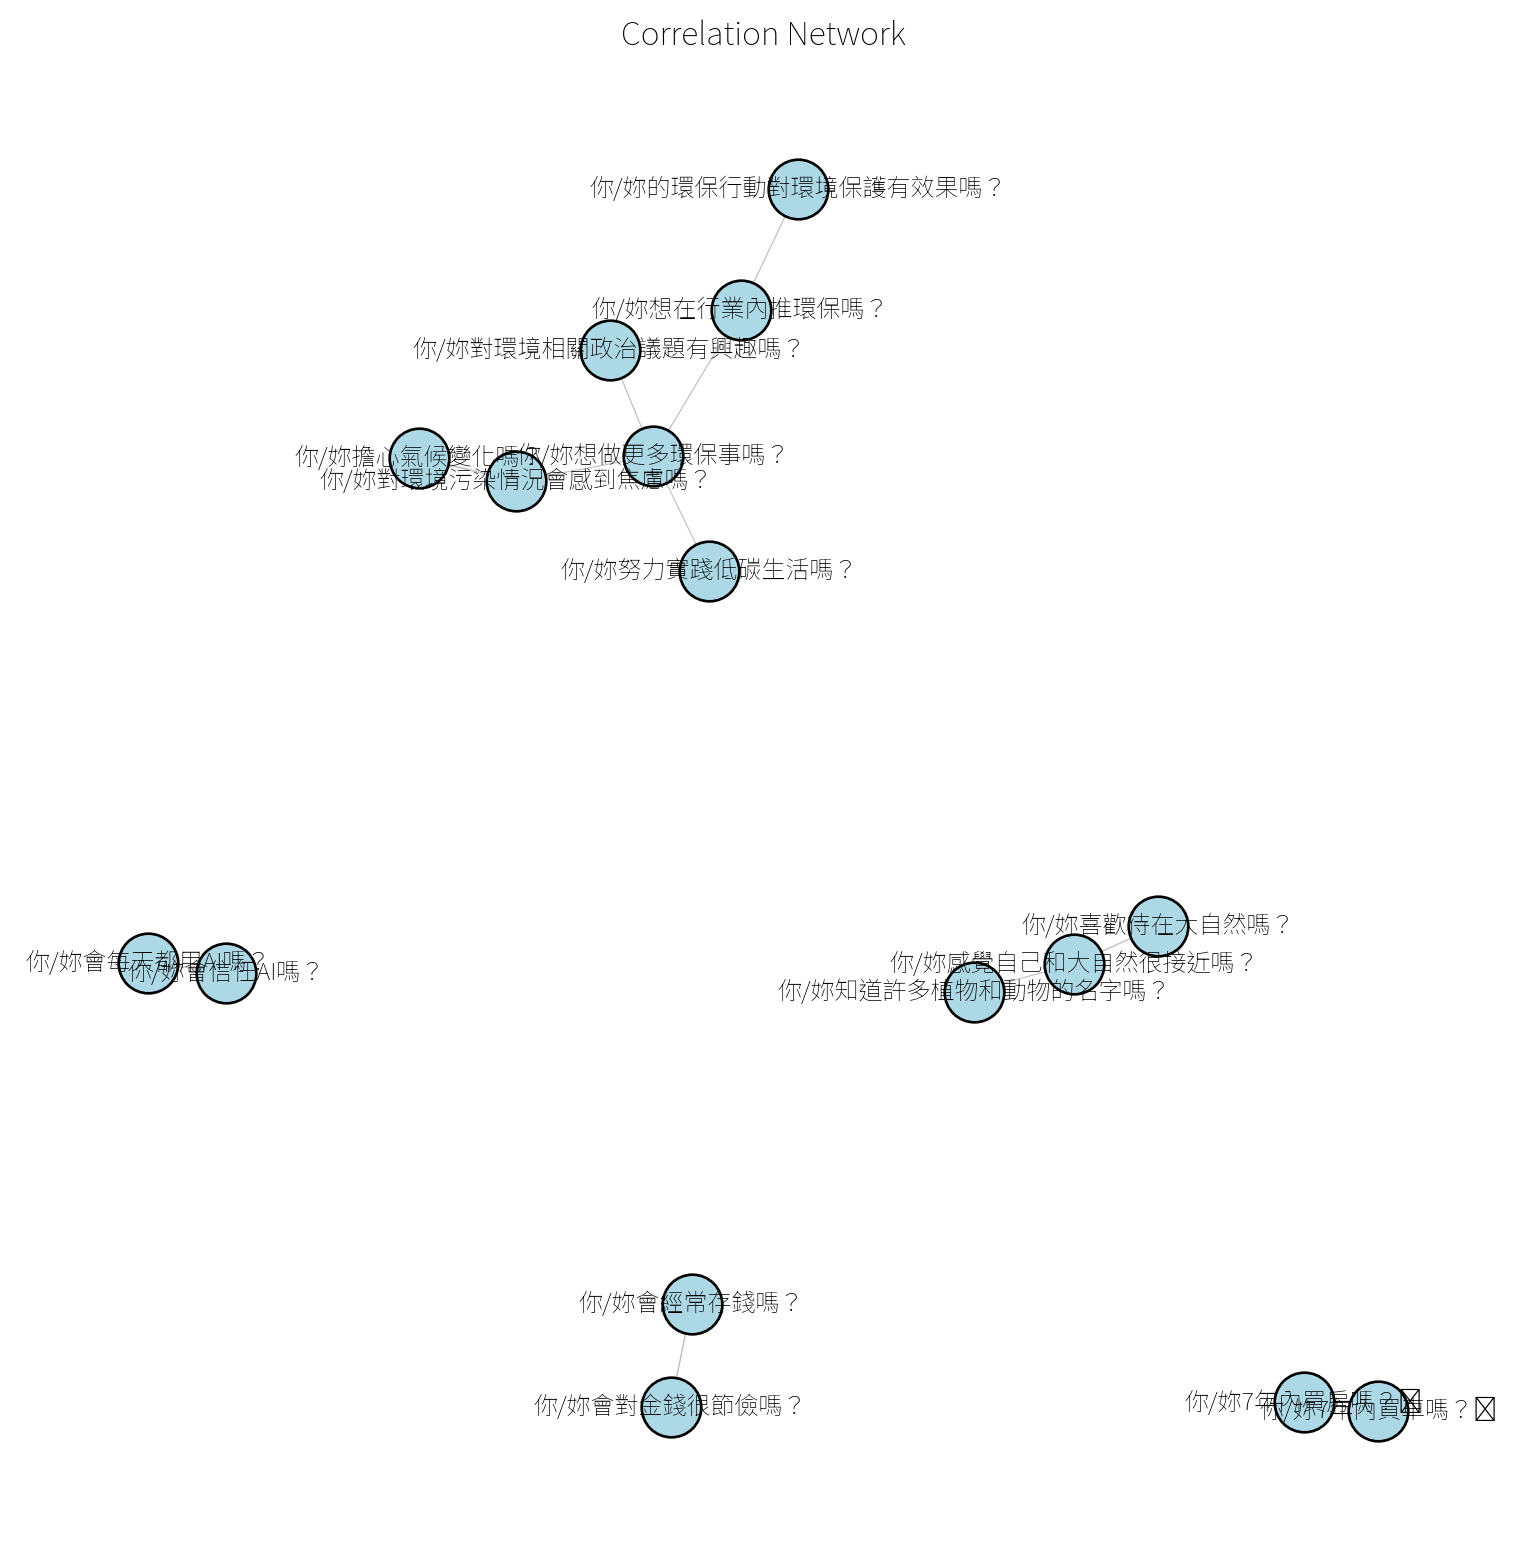 Correlation Network
你/妳的環保行動對環境保護有效果嗎？
你/妳想在行業內推環保嗎？
你/妳對環境相關政治議題有興趣嗎？
你/妳擔心氣候變化嗎？
你/妳想做更多環保事嗎？
你/妳對環境污染情況會感到焦慮嗎？
你/妳努力實踐低碳生活嗎？
你/妳喜歡待在大自然嗎？
你/妳會每天都用AI嗎？
你/妳會信任AI嗎？
你/妳感覺自己和大自然很接近嗎？
你/妳知道許多植物和動物的名字嗎？
你/妳會經常存錢嗎？
你/妳會對金錢很節儉嗎？
你/妳7年內買房嗎？
你/妳7年內買車嗎？